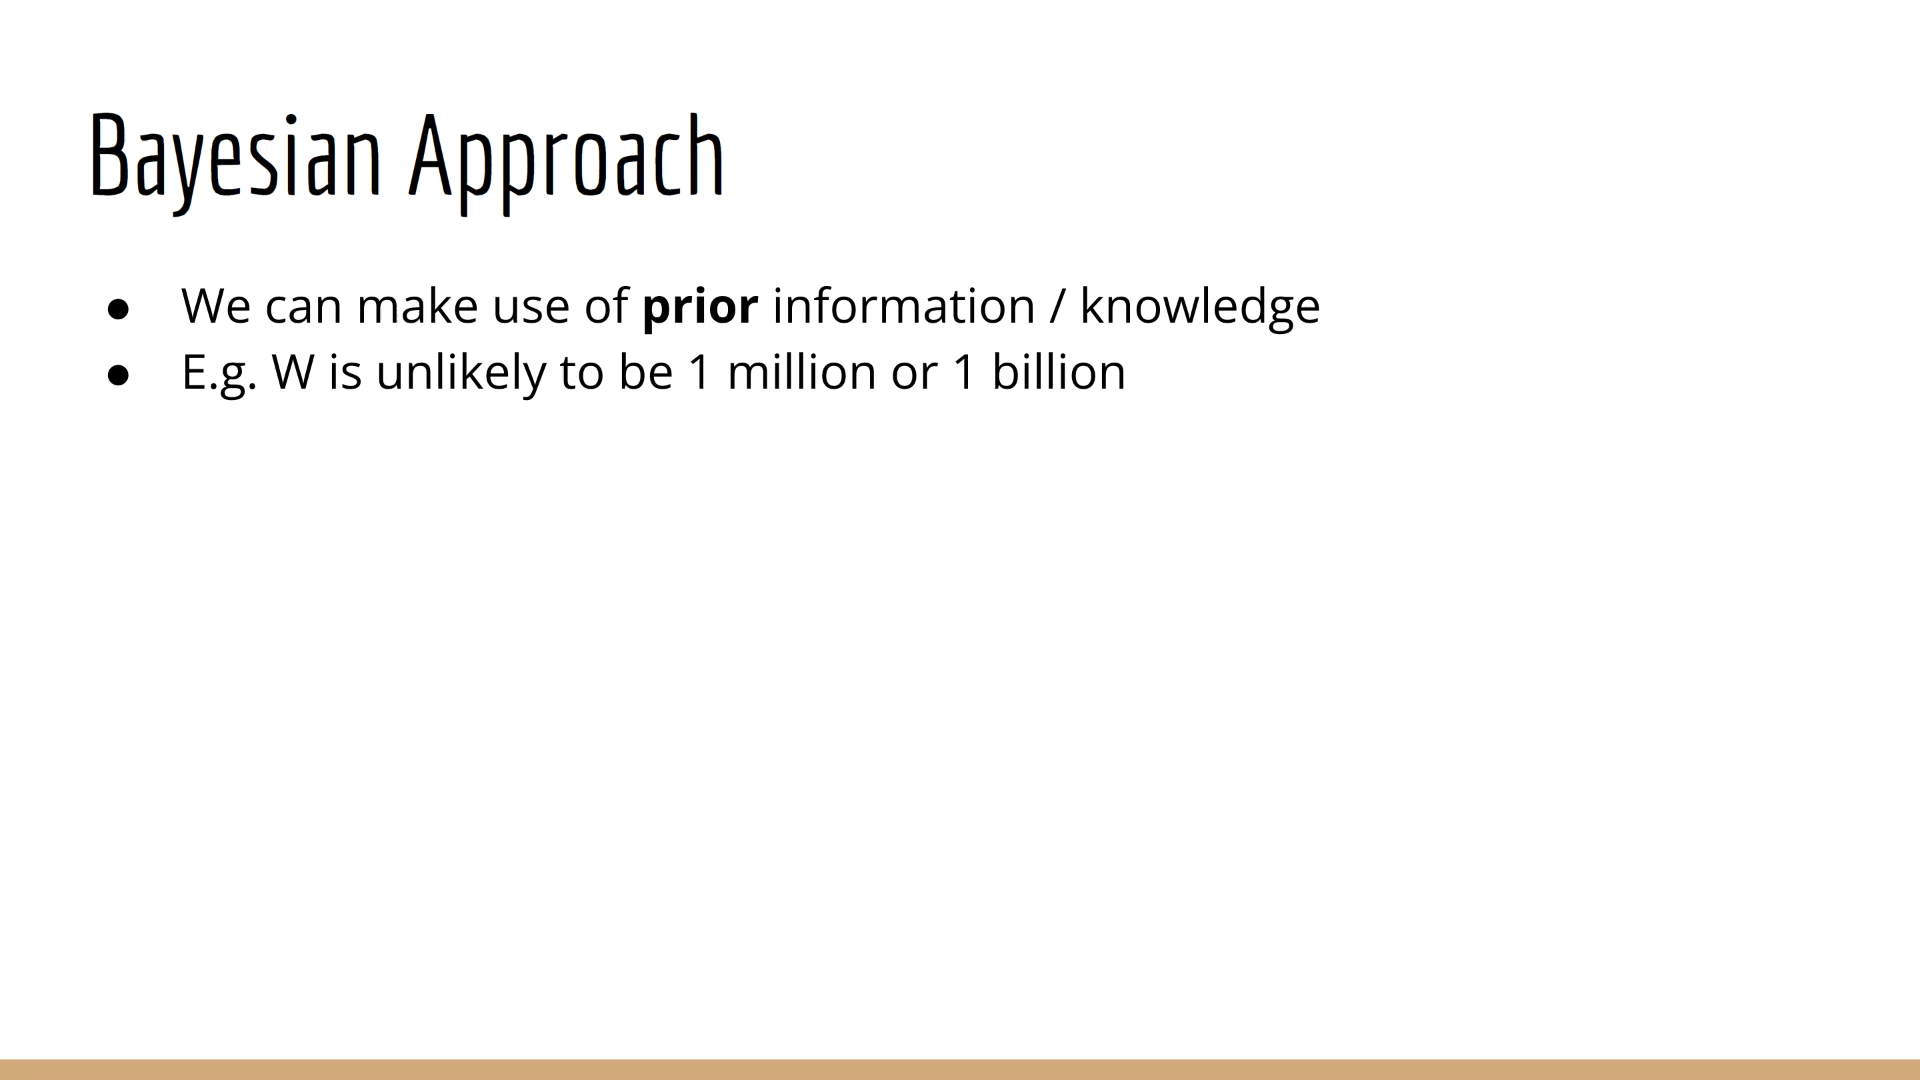 Bayesian Approach
● We can make use of prior information / knowledge
● E.g. W is unlikely to be 1 million or 1 billion